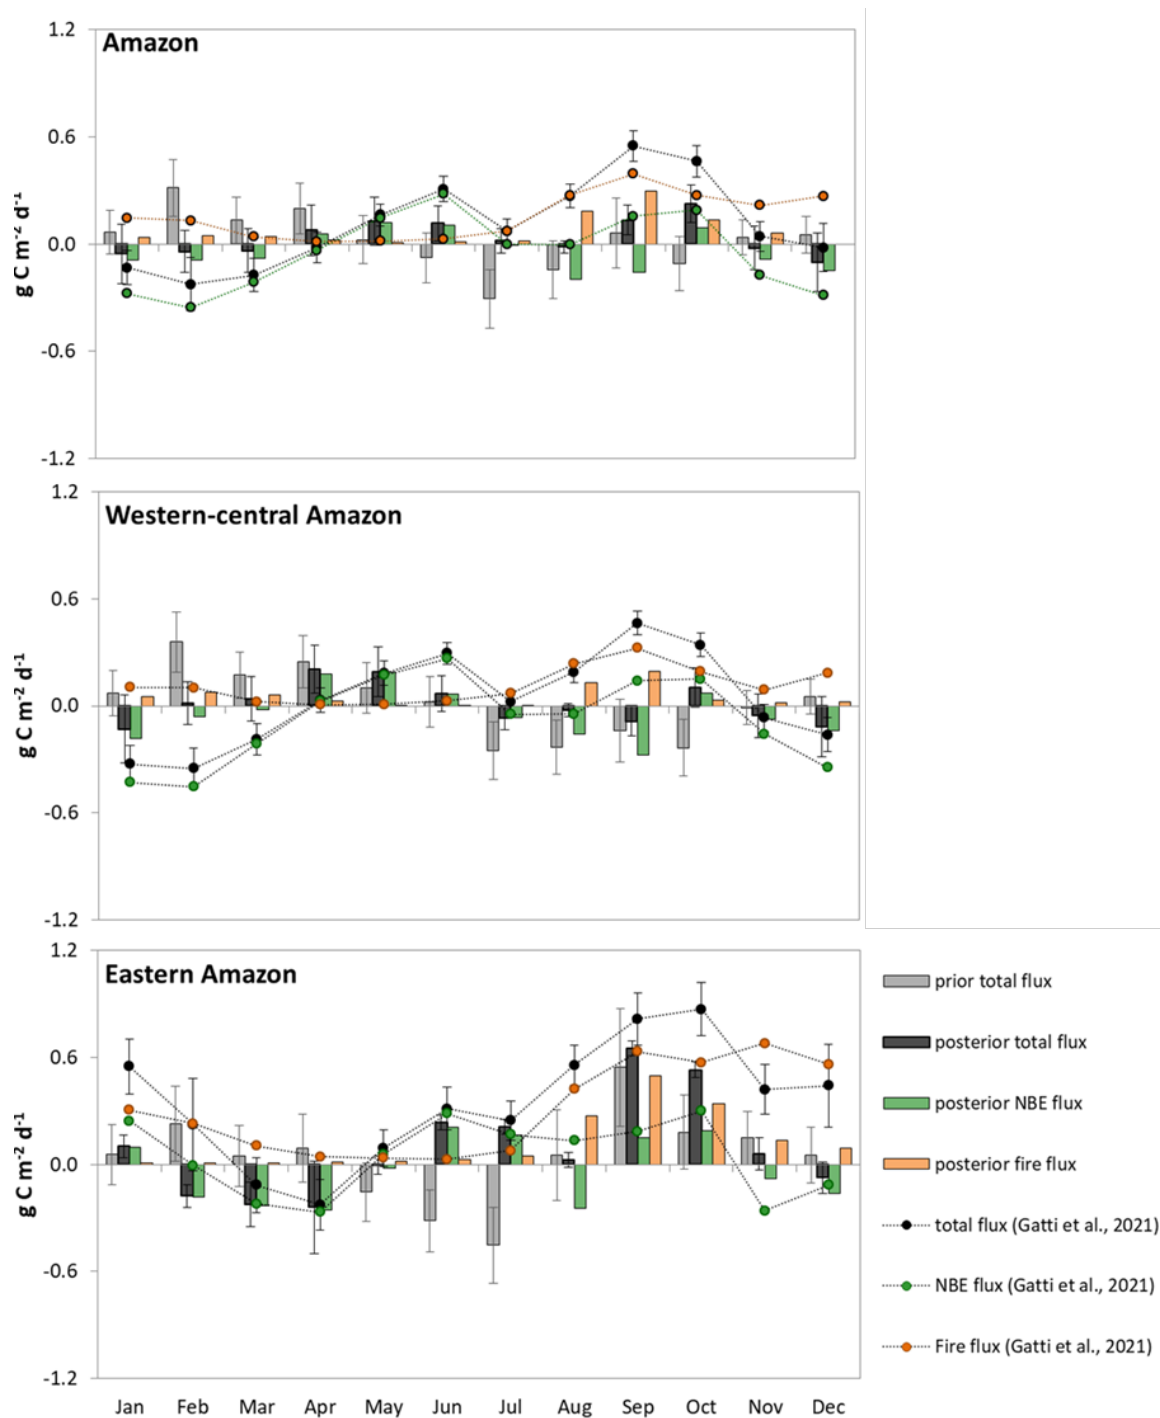 Amazon
1.2
0.6
0.0
-0.6
-1.2
g C m⁻² d⁻¹
Western-central Amazon
1.2
0.6
0.0
-0.6
-1.2
g C m⁻² d⁻¹
Eastern Amazon
1.2
0.6
0.0
-0.6
-1.2
g C m⁻² d⁻¹
Jan Feb Mar Apr May Jun Jul Aug Sep Oct Nov Dec
prior total flux
posterior total flux
posterior NBE flux
posterior fire flux
total flux (Gatti et al., 2021)
NBE flux (Gatti et al., 2021)
Fire flux (Gatti et al., 2021)